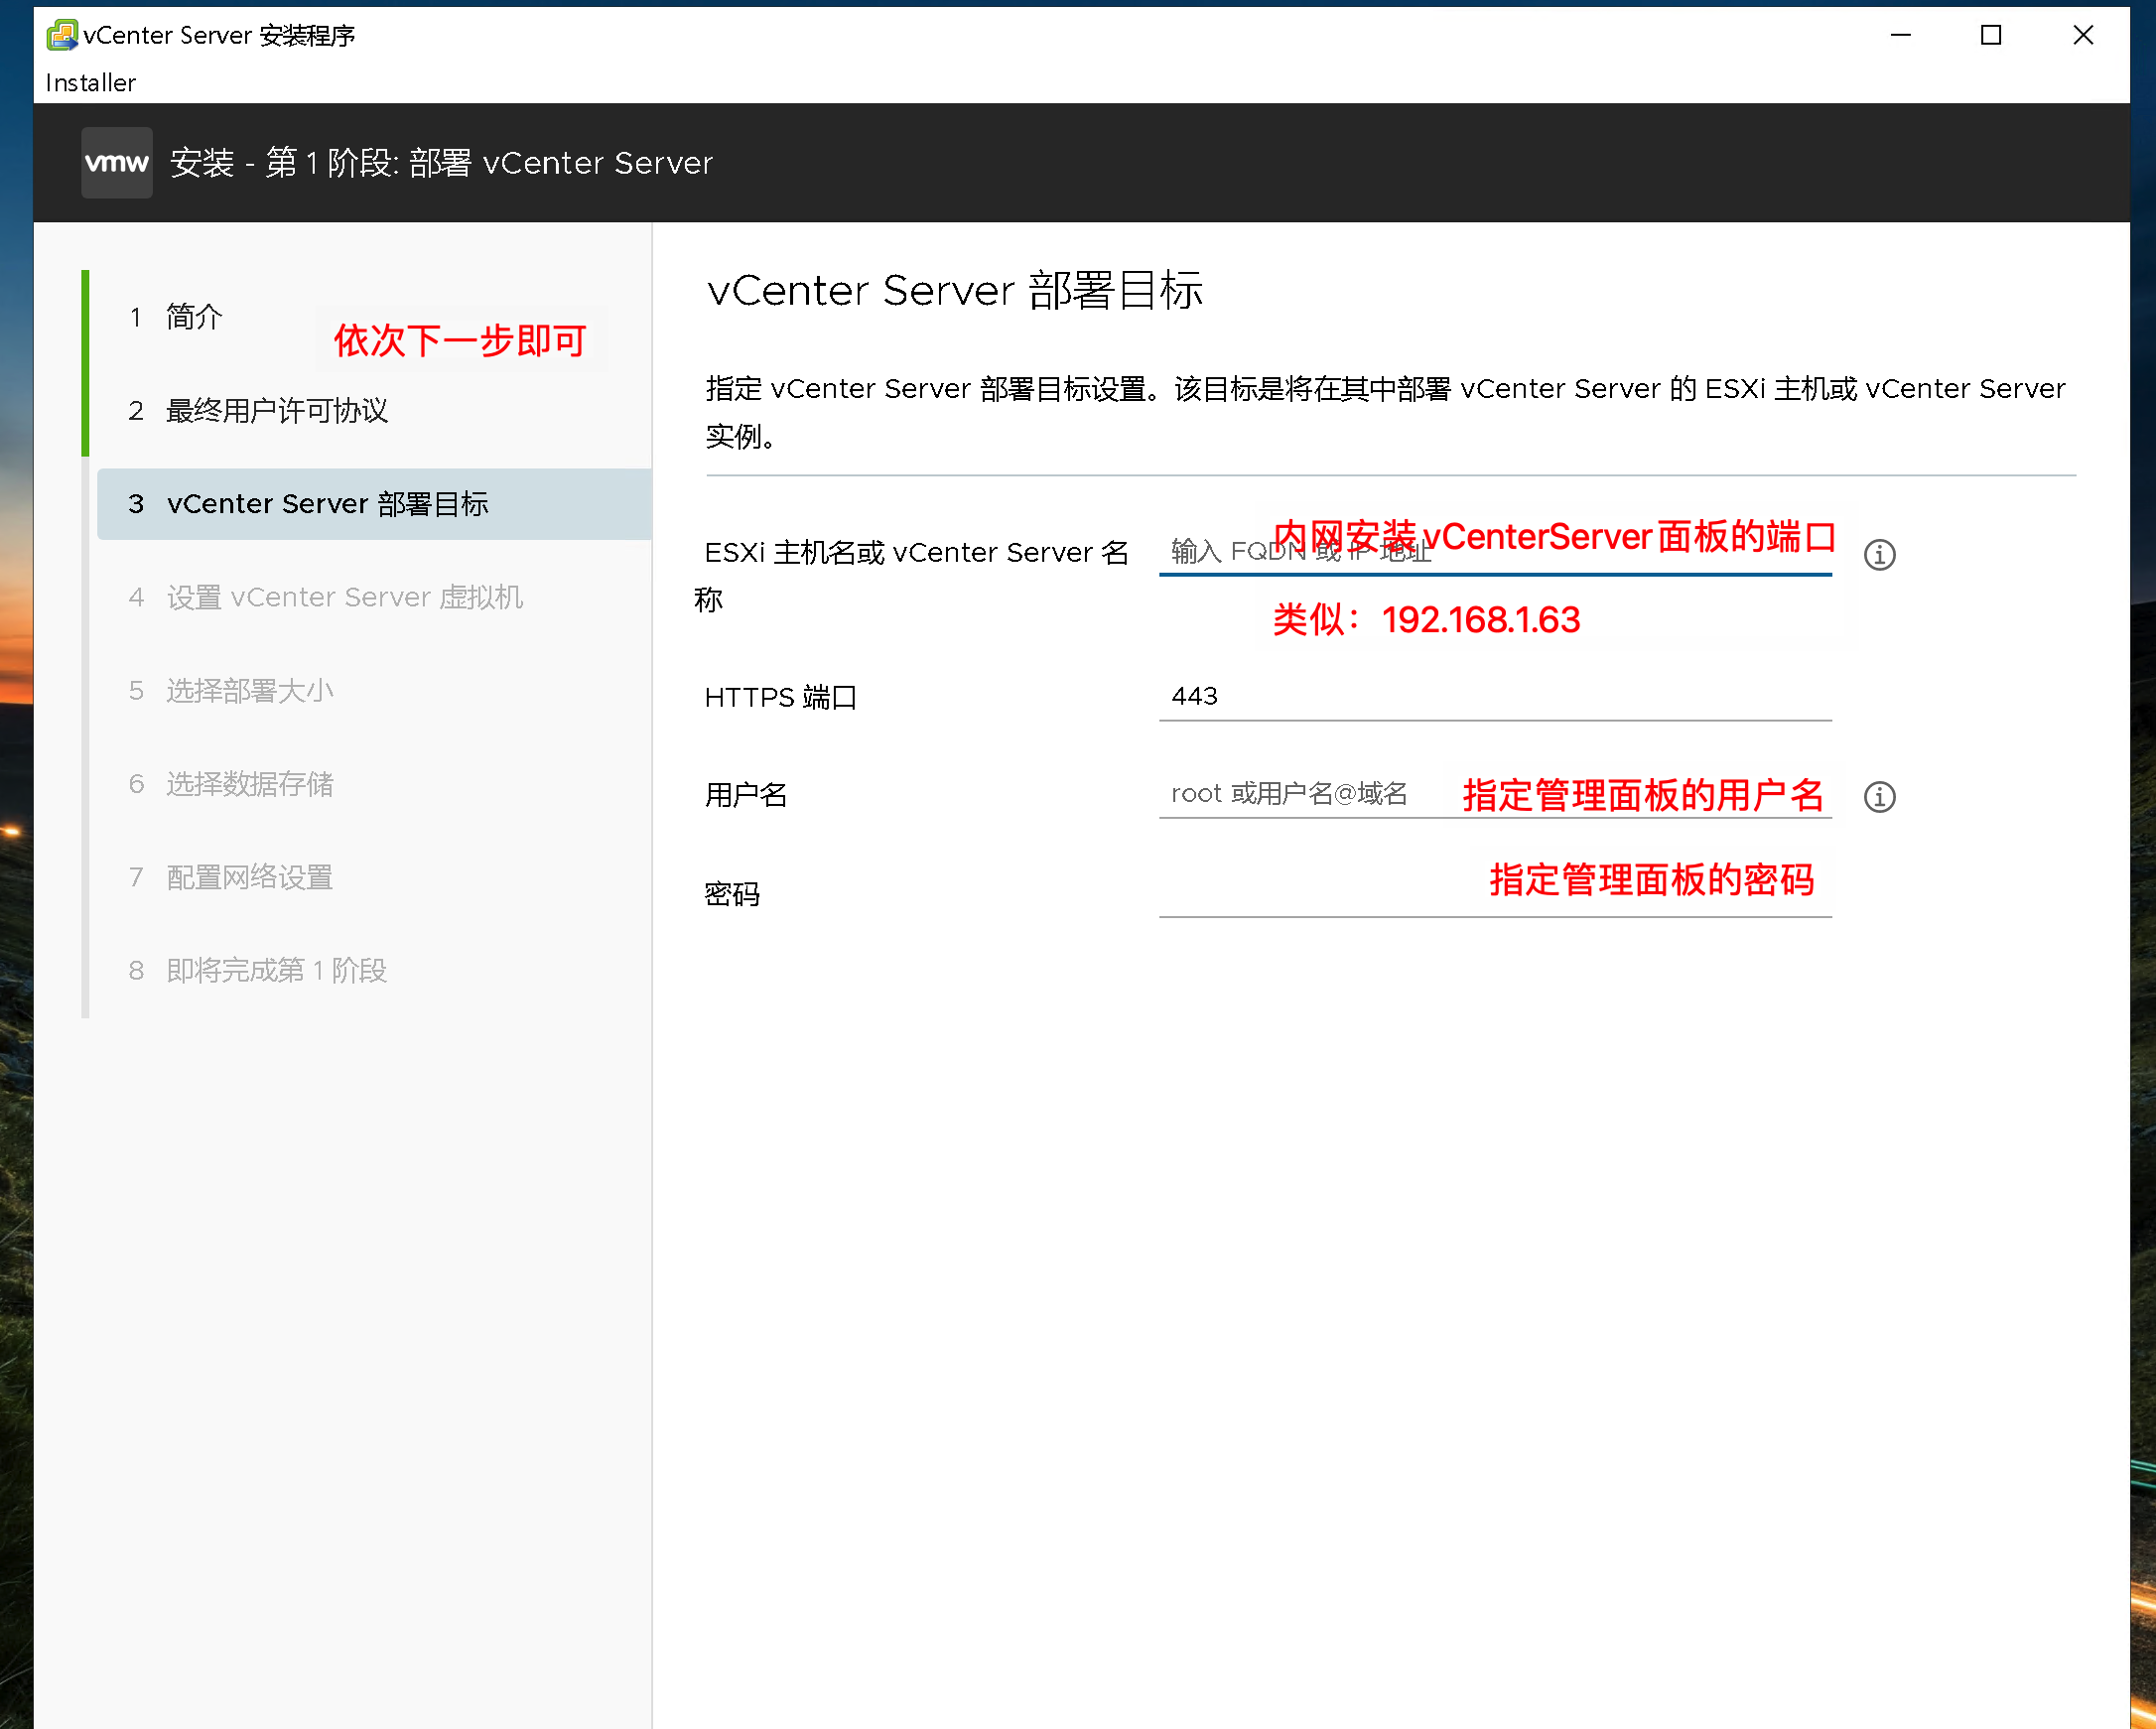 vCenter Server 安装程序
Installer
vmw 安装 - 第 1 阶段: 部署 vCenter Server
1 简介
依次下一步即可
2 最终用户许可协议
3 vCenter Server 部署目标
4 设置 vCenter Server 虚拟机
5 选择部署大小
6 选择数据存储
7 配置网络设置
8 即将完成第 1 阶段
vCenter Server 部署目标
指定 vCenter Server 部署目标设置。该目标是将在其中部署 vCenter Server 的 ESXi 主机或 vCenter Server
实例。
ESXi 主机名或 vCenter Server 名
称
输入 FQDN 或 IP 地址
内网安装vCenterServer面板的端口
类似：192.168.1.63
HTTPS 端口
443
用户名
root 或用户名@域名
指定管理面板的用户名
密码
指定管理面板的密码